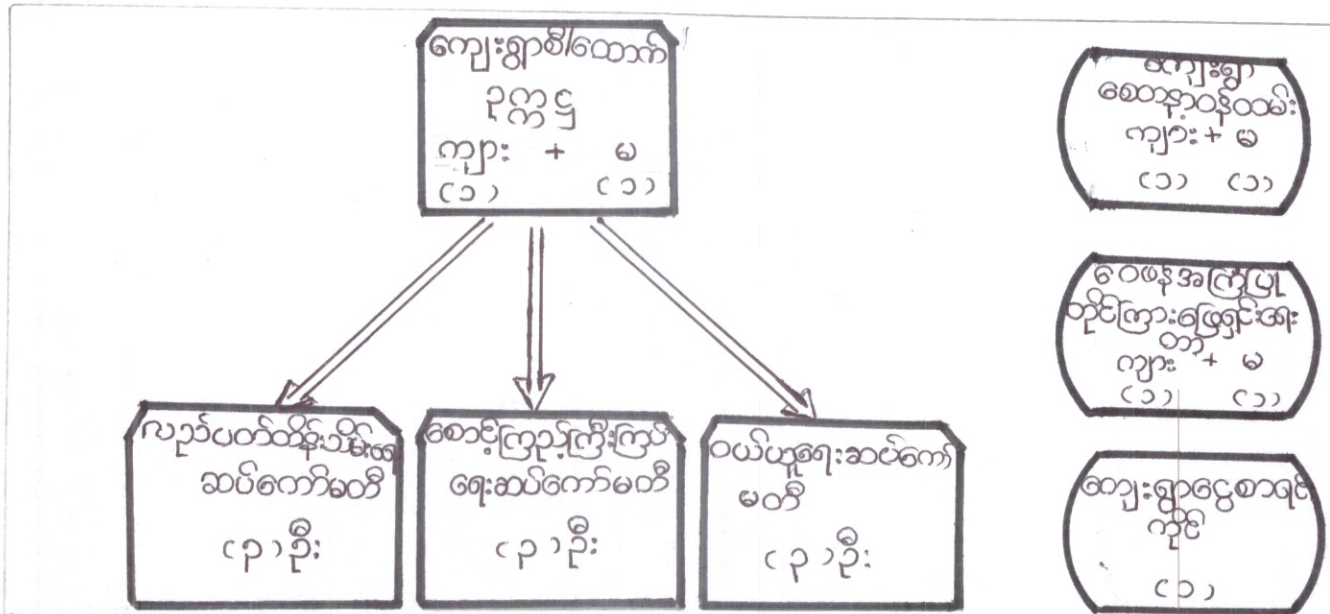 ကျေးရွာစီ/ထောက်
ဥက္ကဋ္ဌ
ကျား + မ
(၁) (၁)
လည်ပတ်ထိန်းသိမ်းရေး
ဆပ်ကော်မတီ
(၃) ဦး
စောင့်ကြည့်ကြီးကြပ်
ရေးဆပ်ကော်မတီ
(၃) ဦး
ဝယ်ယူရေးဆပ်ကော်
မတီ
(၃) ဦး
ကျေးရွာ
စေတနာ့ဝန်ထမ်း
ကျား + မ
(၁) (၁)
ဝေဖန်အကြံပြု
တိုင်ကြားဖြေရှင်းရေး
တာ
ကျား + မ
(၁) (၁)
ကျေးရွာငွေစာရင်း
ကိုင်
(၁)